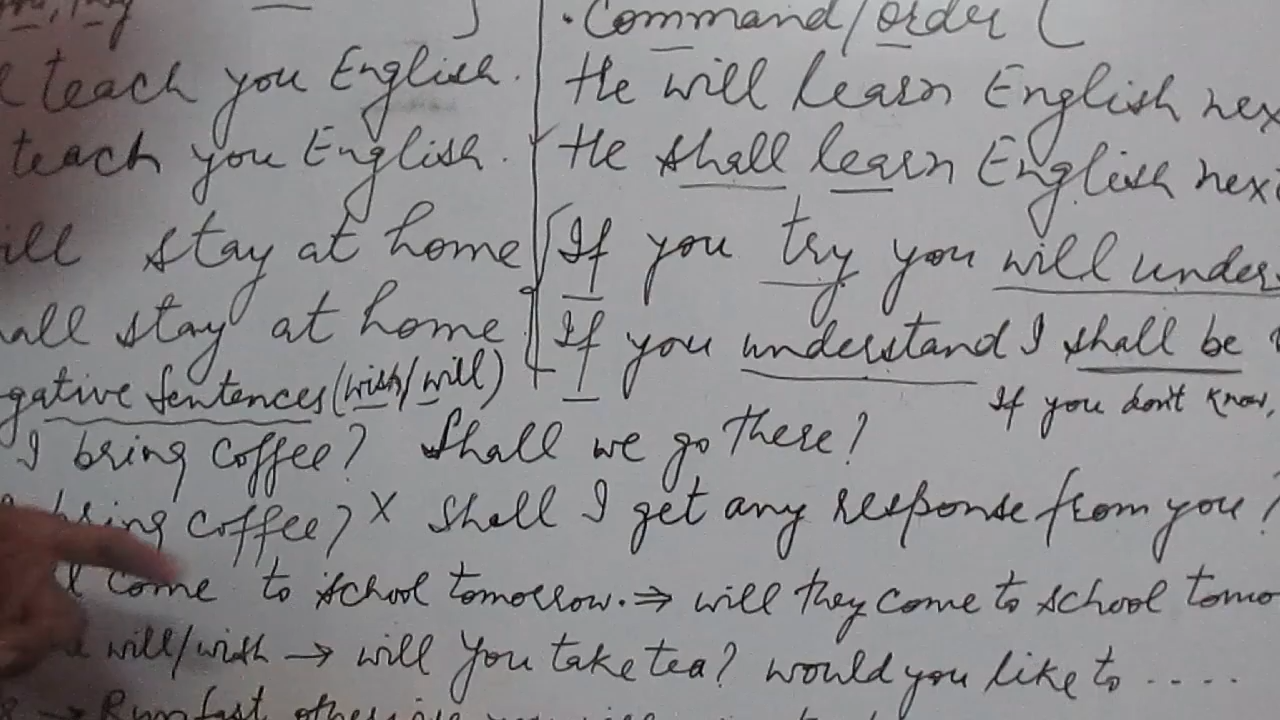 Command/order (
teach you English. He will learn English nex
teach you English. He shall learn English next
ill stay at home If you try you will unders
all stay at home If you understand I shall be
gative Sentences (wish/will) If you don't know,
I bring coffee? Shall we go there?
bring coffee? X Shall I get any response from you?
come to school tomorrow. ⇒ will they come to school tomo
will/wish → will you take tea? would you like to ....
→ Run fast